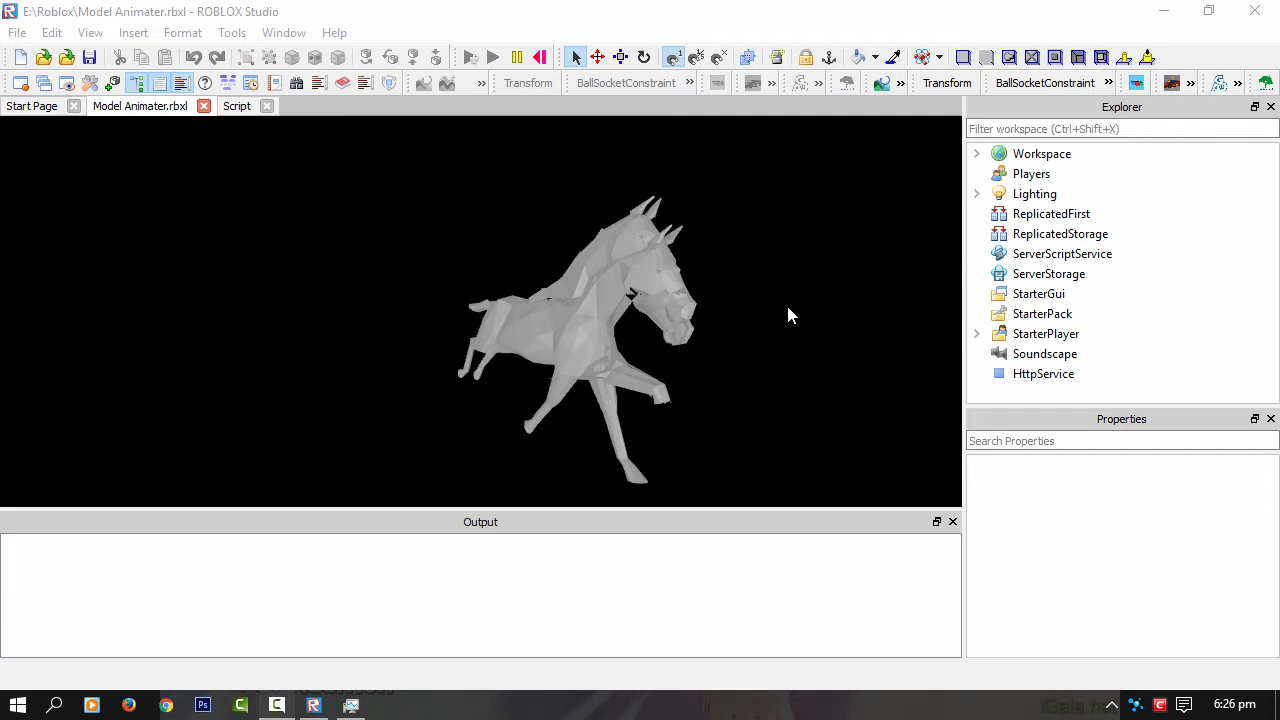 E:\Roblox\Model Animater.rbxl - ROBLOX Studio
File Edit View Insert Format Tools Window Help
Transform BallSocketConstraint Transform BallSocketConstraint
Start Page Model Animater.rbxl Script
Explorer
Filter workspace (Ctrl+Shift+X)
Workspace
Players
Lighting
ReplicatedFirst
ReplicatedStorage
ServerScriptService
ServerStorage
StarterGui
StarterPack
StarterPlayer
Soundscape
HttpService
Properties
Search Properties
Output
Ps
6:26 pm